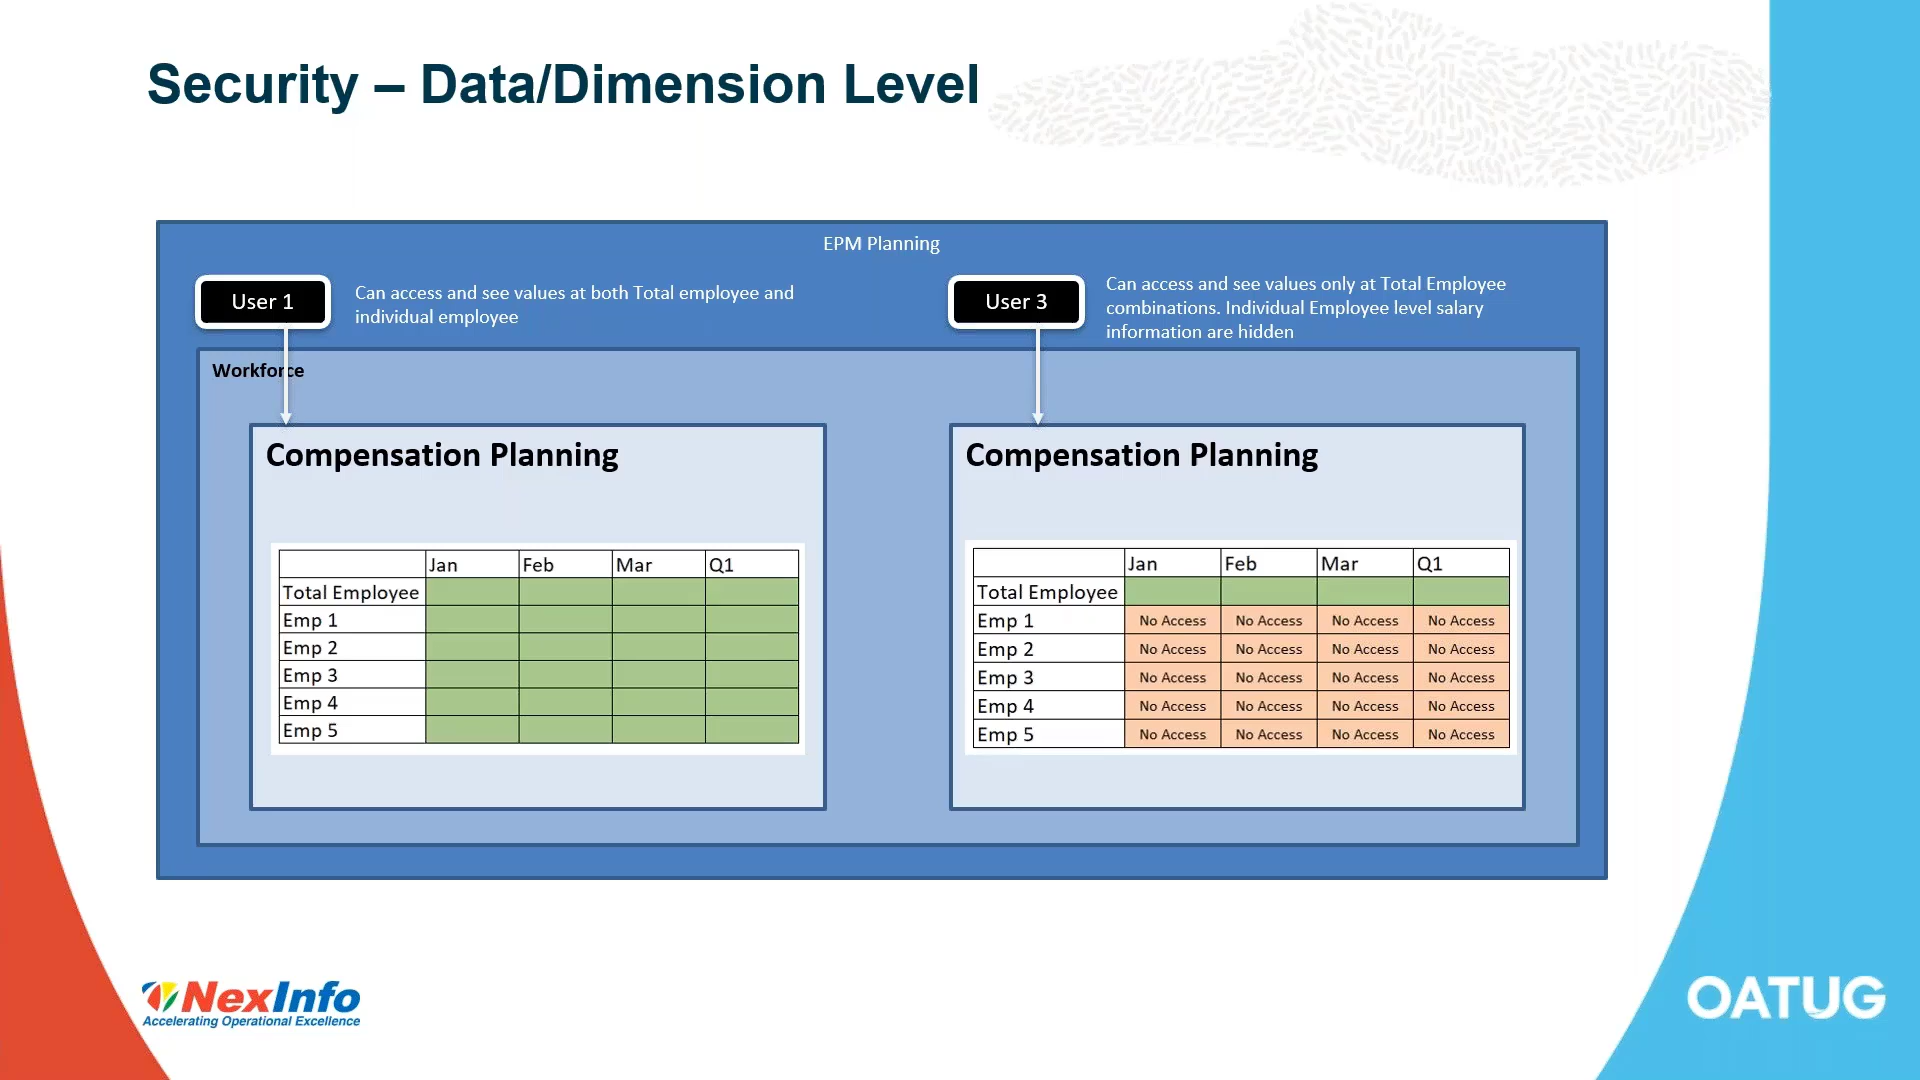 Security – Data/Dimension Level
EPM Planning
User 1
Can access and see values at both Total employee and
individual employee
User 3
Can access and see values only at Total Employee
combinations. Individual Employee level salary
information are hidden
Workforce
Compensation Planning
Jan Feb Mar Q1
Total Employee
Emp 1
Emp 2
Emp 3
Emp 4
Emp 5
Compensation Planning
Jan Feb Mar Q1
Total Employee
Emp 1 No Access No Access No Access No Access
Emp 2 No Access No Access No Access No Access
Emp 3 No Access No Access No Access No Access
Emp 4 No Access No Access No Access No Access
Emp 5 No Access No Access No Access No Access
NexInfo
Accelerating Operational Excellence
OATUG